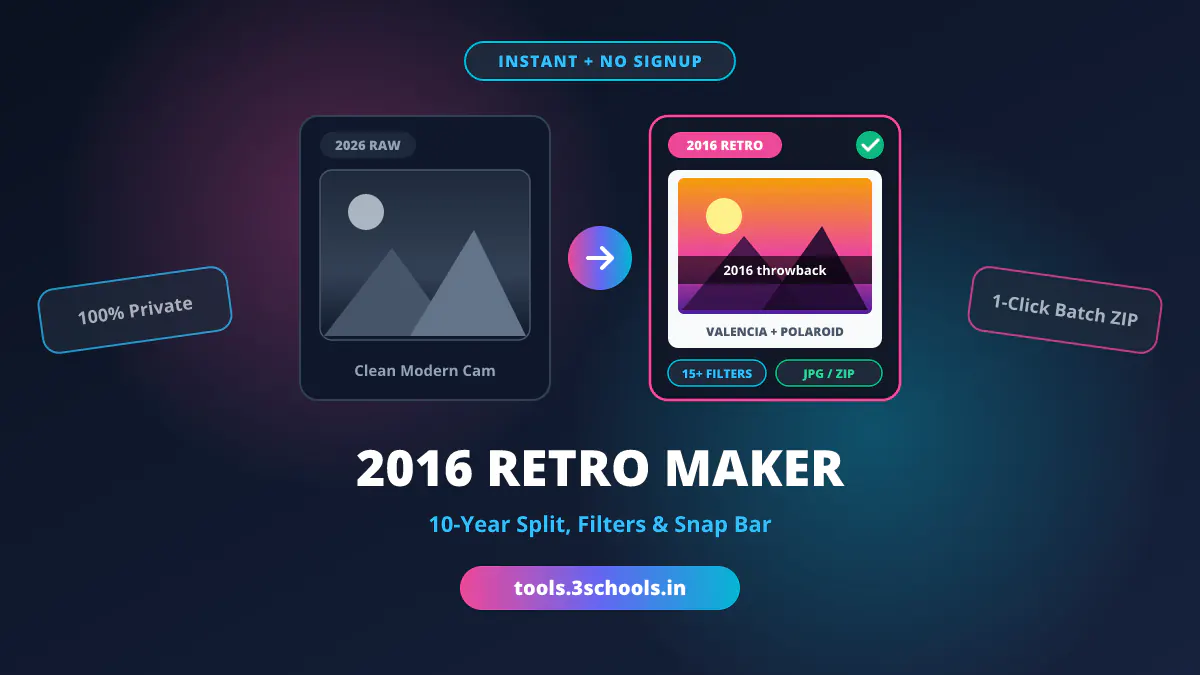 INSTANT + NO SIGNUP
2026 RAW
Clean Modern Cam
2016 RETRO
2016 throwback
VALENCIA + POLAROID
15+ FILTERS
JPG / ZIP
100% Private
1-Click Batch ZIP
2016 RETRO MAKER
10-Year Split, Filters & Snap Bar
tools.3schools.in